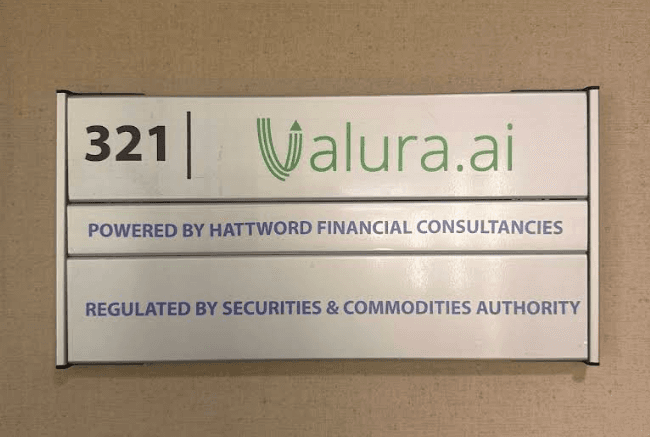 321 | Valura.ai
POWERED BY HATTWORD FINANCIAL CONSULTANCIES
REGULATED BY SECURITIES & COMMODITIES AUTHORITY